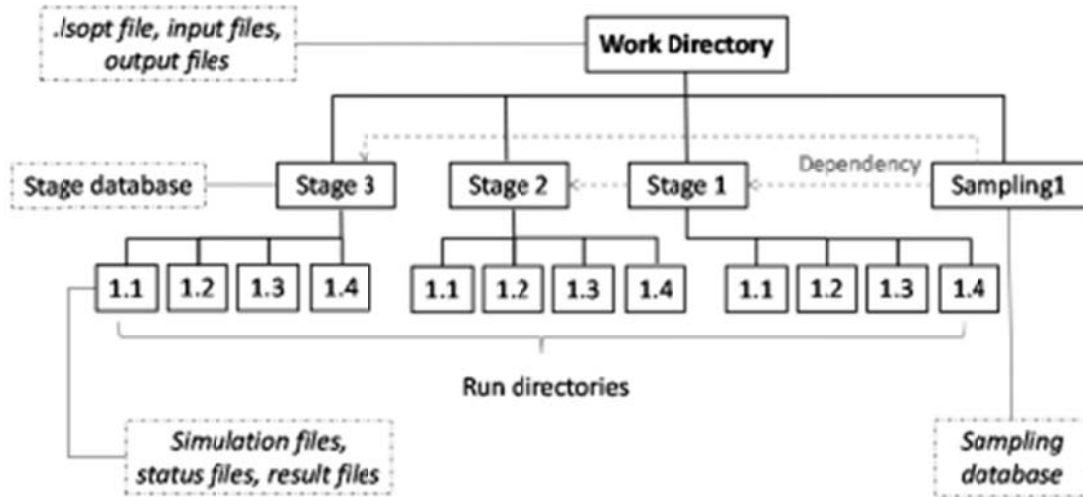 .lsopt file, input files,
output files
Work Directory
Dependency
Stage database
Stage 3
Stage 2
Stage 1
Sampling1
1.1 1.2 1.3 1.4
1.1 1.2 1.3 1.4
1.1 1.2 1.3 1.4
Run directories
Simulation files,
status files, result files
Sampling
database